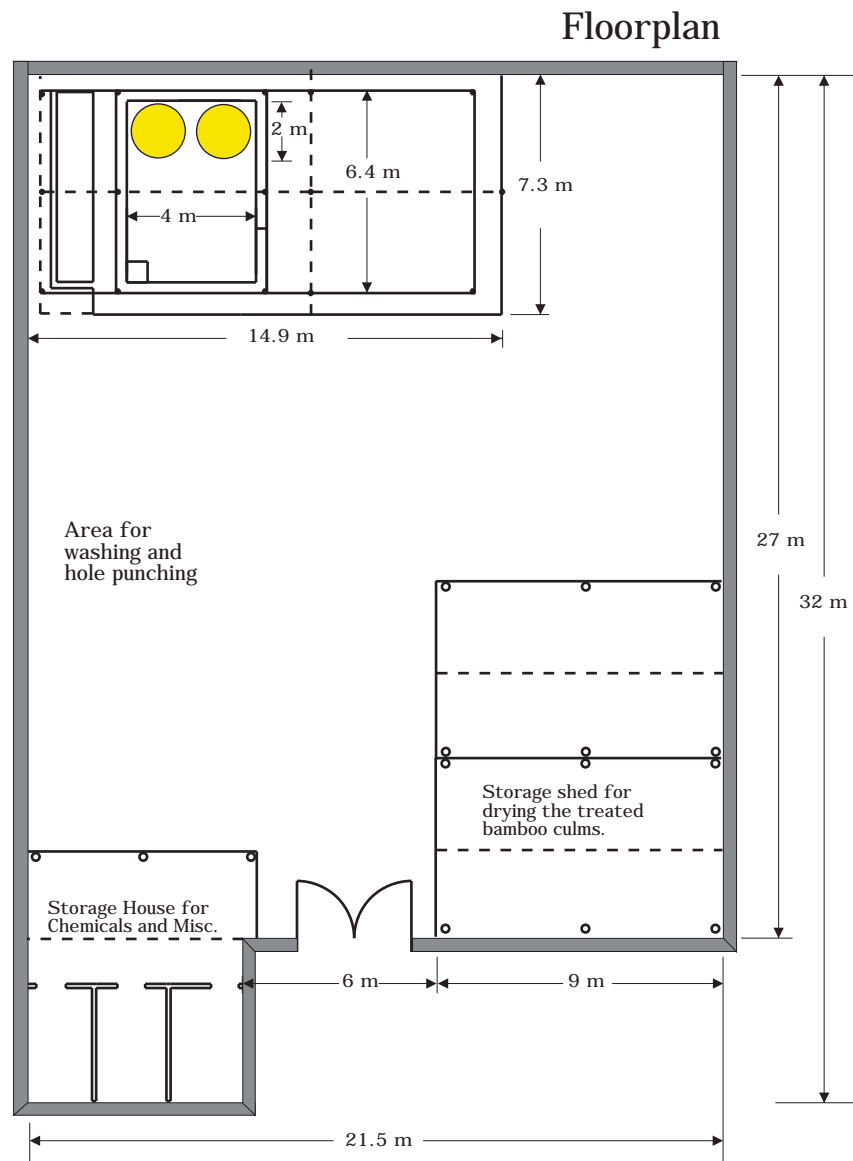 Floorplan
2 m
6.4 m
7.3 m
4 m
14.9 m
Area for
washing and
hole punching
27 m
32 m
Storage shed for
drying the treated
bamboo culms.
Storage House for
Chemicals and Misc.
6 m
9 m
21.5 m